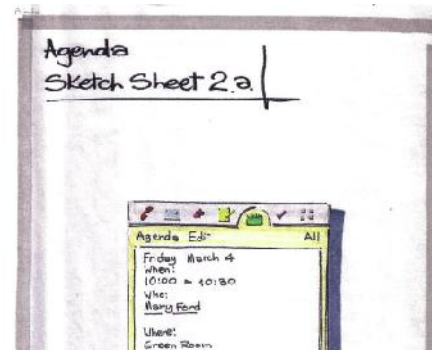 Agenda
Sketch Sheet 2.a.
Agenda Edit
All
Friday March 4
When:
10:00 - 10:30
Who:
Mary Ford
Where:
Green Room